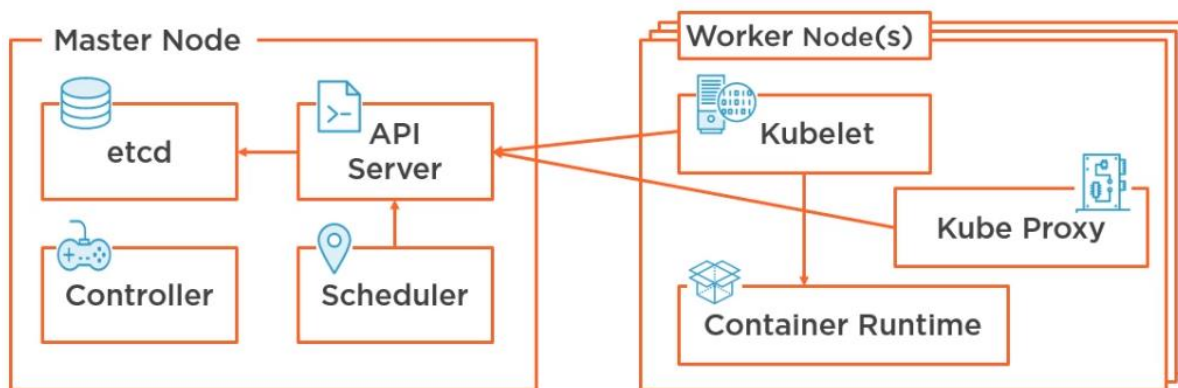 Master Node
etcd
API
Server
Controller
Scheduler
Worker Node(s)
Kubelet
Kube Proxy
Container Runtime